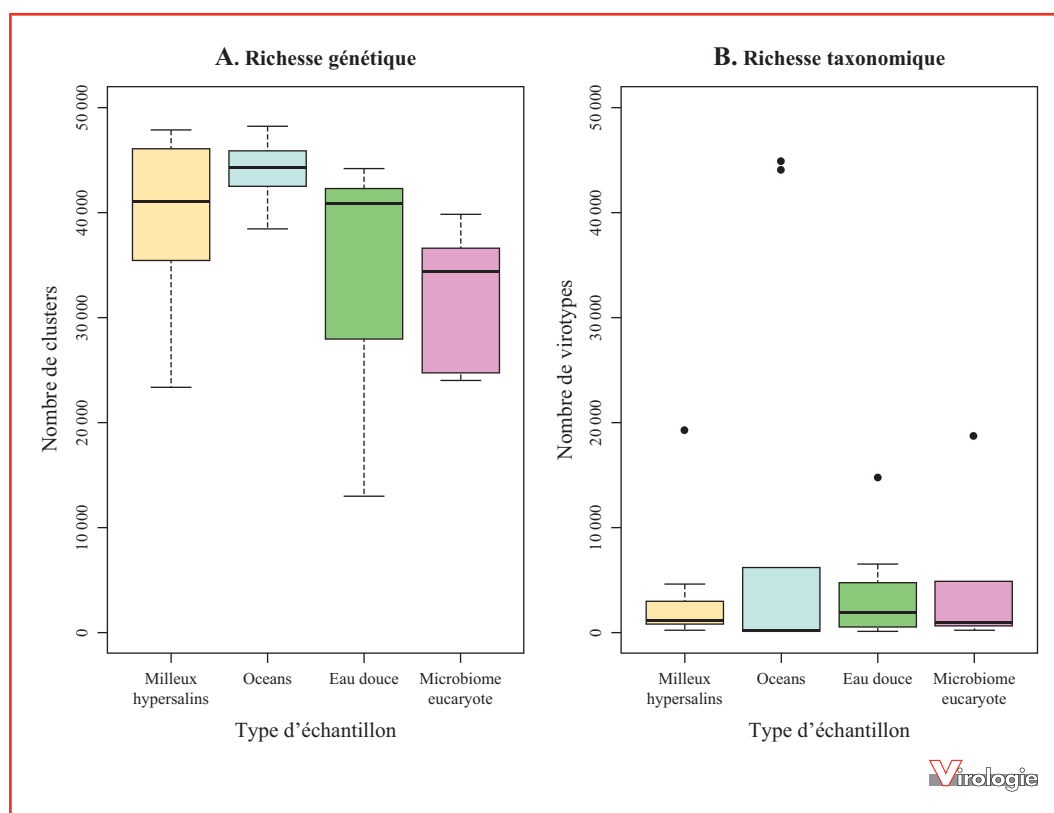 A. Richesse génétique
Nombre de clusters
50 000
40 000
30 000
20 000
10 000
0
Milleux
hypersalins
Oceans
Eau douce
Microbiome
eucaryote
Type d'échantillon
B. Richesse taxonomique
Nombre de virotypes
50 000
40 000
30 000
20 000
10 000
0
Milleux
hypersalins
Oceans
Eau douce
Microbiome
eucaryote
Type d'échantillon
Virologie